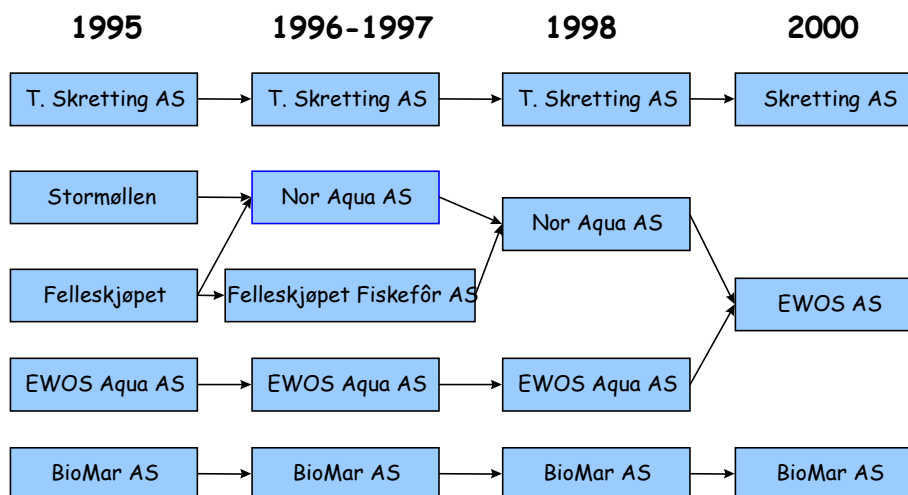 1995 1996-1997 1998 2000
T. Skretting AS T. Skretting AS T. Skretting AS Skretting AS
Stormøllen Nor Aqua AS
Nor Aqua AS
Felleskjøpet Felleskjøpet Fiskefôr AS
EWOS AS
EWOS Aqua AS EWOS Aqua AS EWOS Aqua AS
BioMar AS BioMar AS BioMar AS BioMar AS